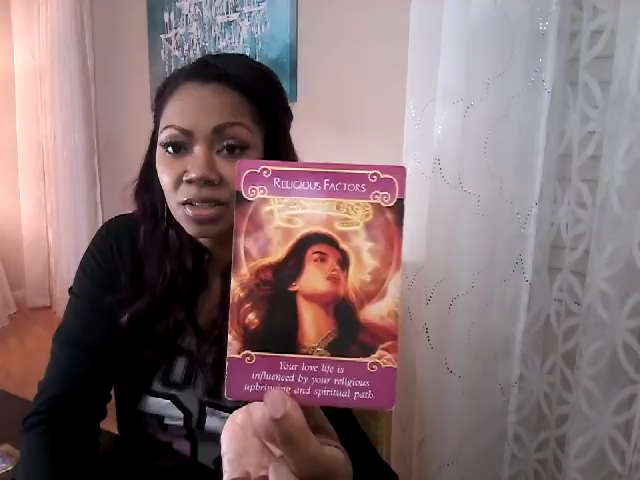 RELIGIOUS FACTORS
Your love life is
influenced by your religious
upbringing and spiritual path.